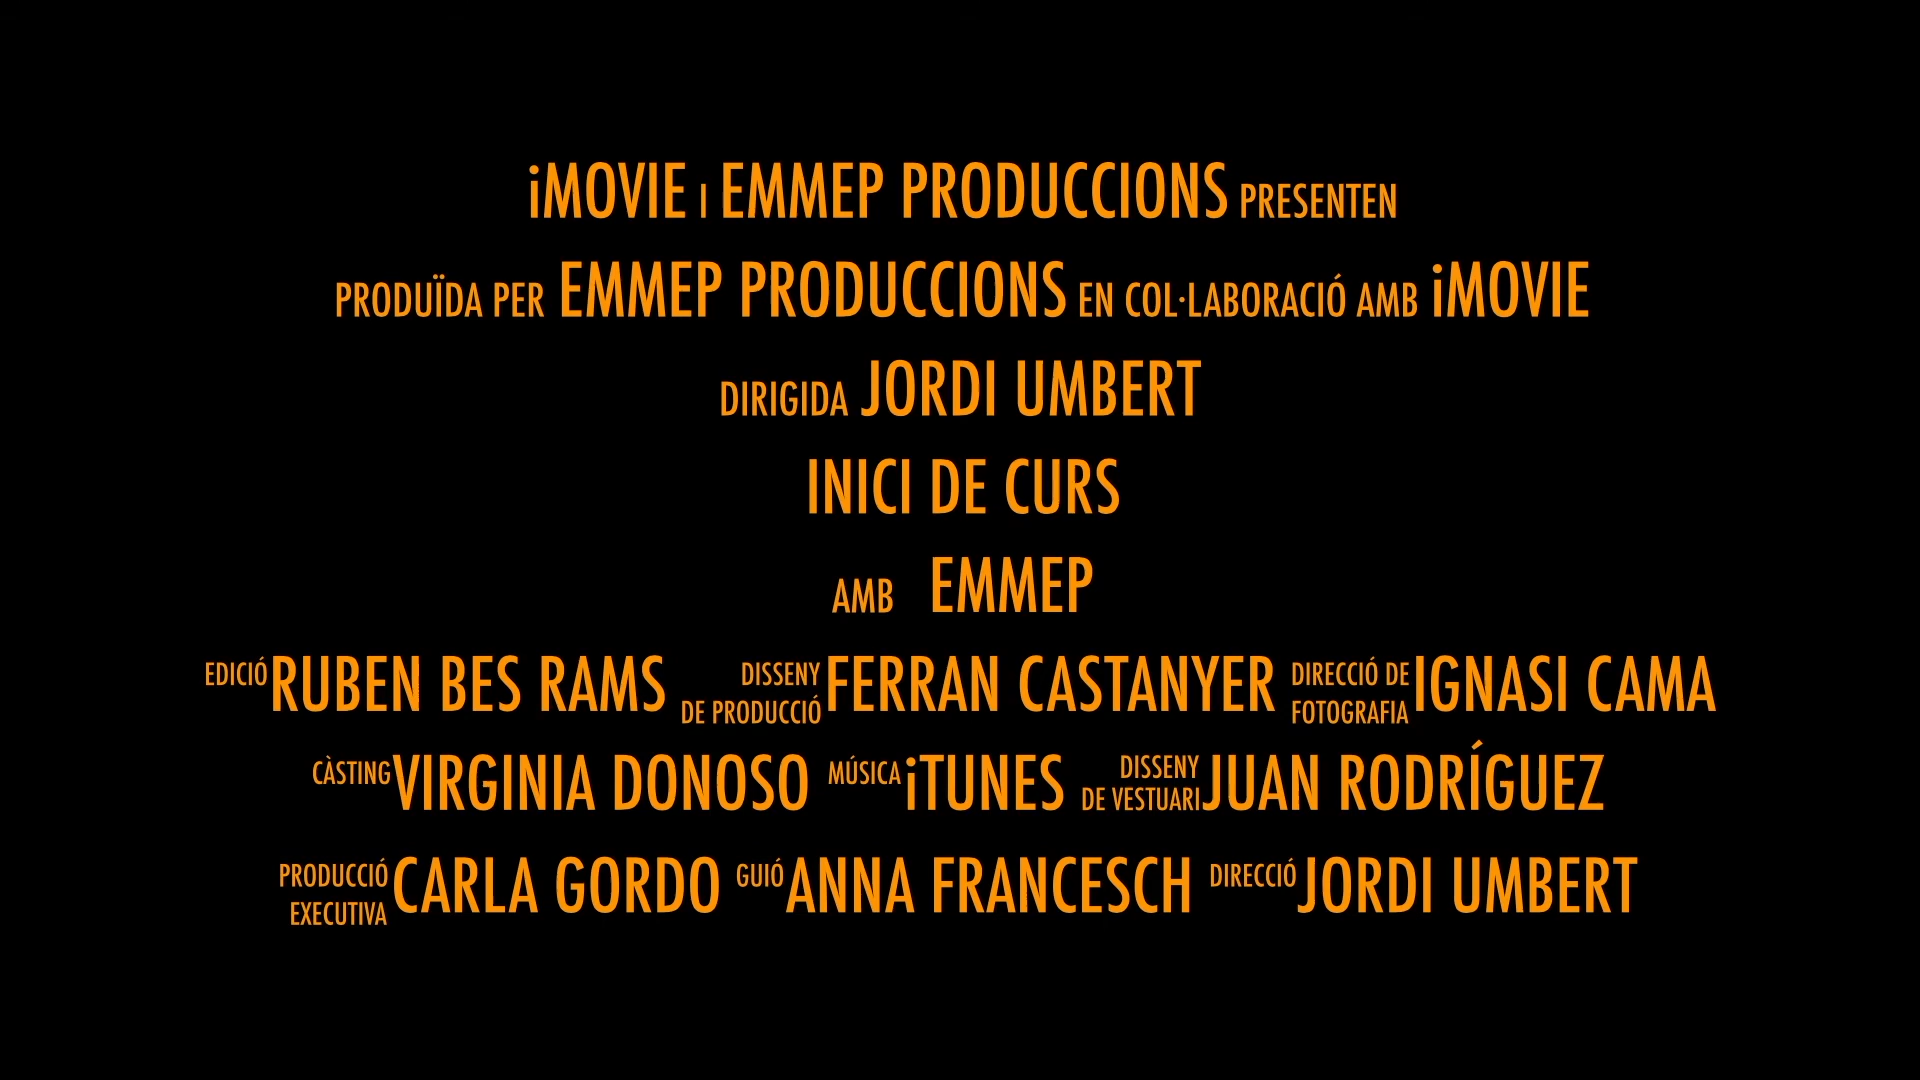 iMOVIE I EMMEP PRODUCCIONS PRESENTEN
PRODUÏDA PER EMMEP PRODUCCIONS EN COL·LABORACIÓ AMB iMOVIE
DIRIGIDA JORDI UMBERT
INICI DE CURS
AMB EMMEP
EDICIÓ RUBEN BES RAMS DISSENY DE PRODUCCIÓ FERRAN CASTANYER DIRECCIÓ DE FOTOGRAFIA IGNASI CAMA
CÀSTING VIRGINIA DONOSO MÚSICA iTUNES DISSENY DE VESTUARI JUAN RODRÍGUEZ
PRODUCCIÓ EXECUTIVA CARLA GORDO GUIÓ ANNA FRANCESCH DIRECCIÓ JORDI UMBERT